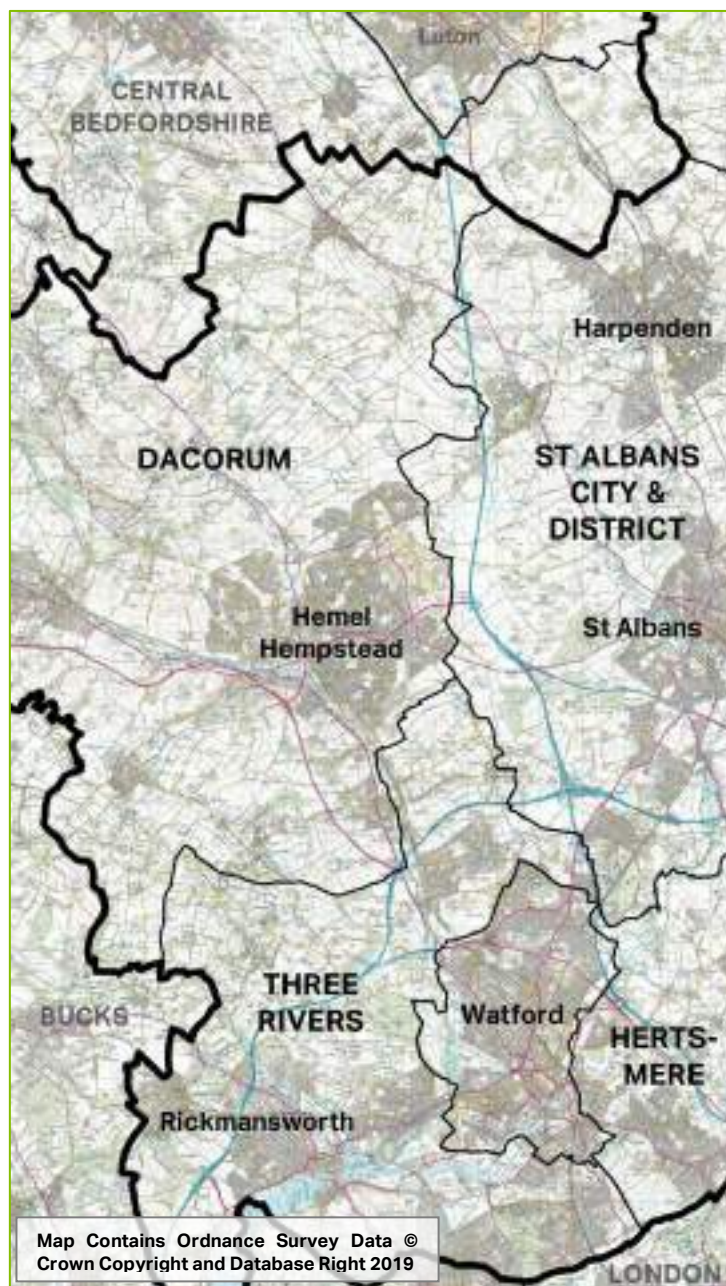 Luton
CENTRAL
BEDFORDSHIRE
Harpenden
DACORUM
ST ALBANS
CITY &
DISTRICT
Hemel
Hempstead
St Albans
THREE
RIVERS
BUCKS
Watford
HERTS-
MERE
Rickmansworth
Map Contains Ordnance Survey Data ©
Crown Copyright and Database Right 2019
LONDON